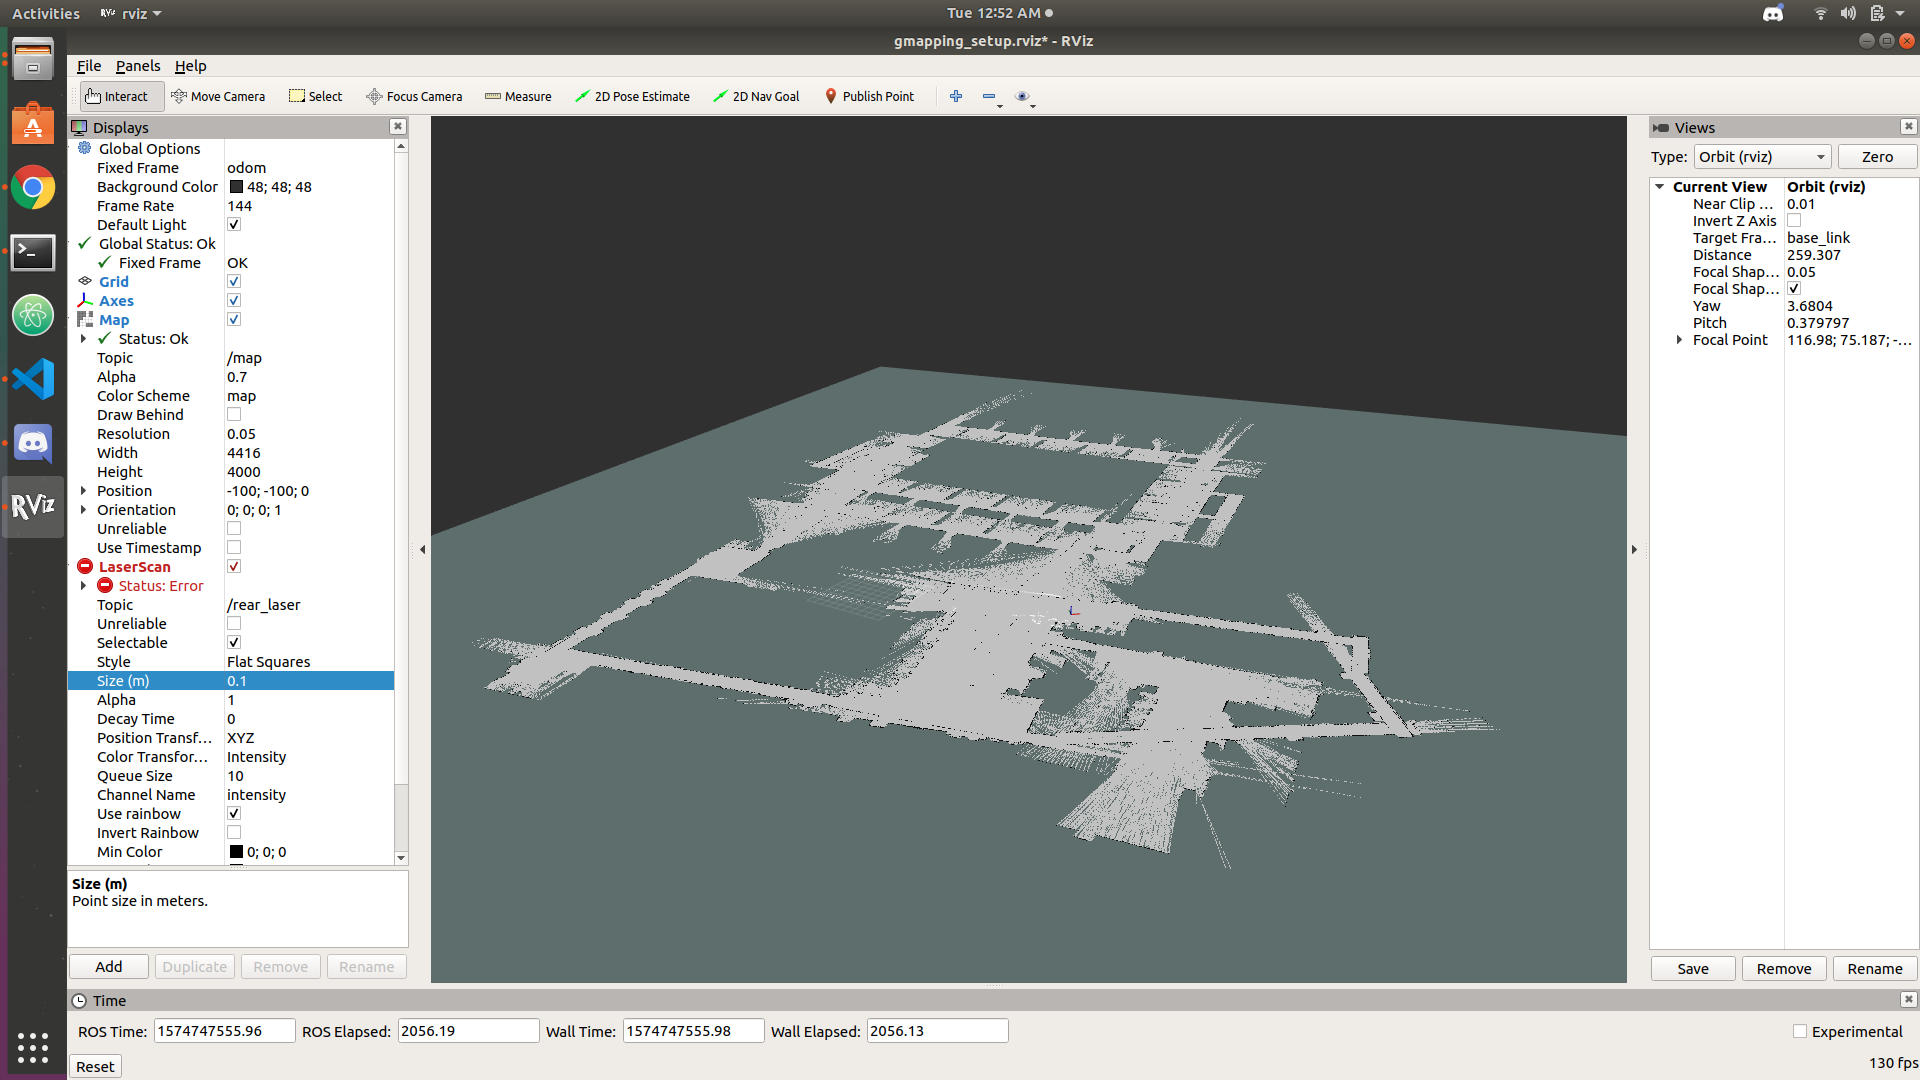 Activities
RViz rviz
Tue 12:52 AM
gmapping_setup.rviz* - RViz
File Panels Help
Interact Move Camera Select Focus Camera Measure 2D Pose Estimate 2D Nav Goal Publish Point
Displays
Global Options
Fixed Frame odom
Background Color 48; 48; 48
Frame Rate 144
Default Light
Global Status: Ok
Fixed Frame OK
Grid
Axes
Map
Status: Ok
Topic /map
Alpha 0.7
Color Scheme map
Draw Behind
Resolution 0.05
Width 4416
Height 4000
Position -100; -100; 0
Orientation 0; 0; 0; 1
Unreliable
Use Timestamp
LaserScan
Status: Error
Topic /rear_laser
Unreliable
Selectable
Style Flat Squares
Size (m) 0.1
Alpha 1
Decay Time 0
Position Transf... XYZ
Color Transfor... Intensity
Queue Size 10
Channel Name intensity
Use rainbow
Invert Rainbow
Min Color 0; 0; 0
Size (m)
Point size in meters.
Add Duplicate Remove Rename
RViz
Views
Type: Orbit (rviz) Zero
Current View Orbit (rviz)
Near Clip ... 0.01
Invert Z Axis
Target Fra... base_link
Distance 259.307
Focal Shap... 0.05
Focal Shap...
Yaw 3.6804
Pitch 0.379797
Focal Point 116.98; 75.187; -...
Save Remove Rename
Time
ROS Time: 1574747555.96 ROS Elapsed: 2056.19 Wall Time: 1574747555.98 Wall Elapsed: 2056.13 Experimental
Reset
130 fps